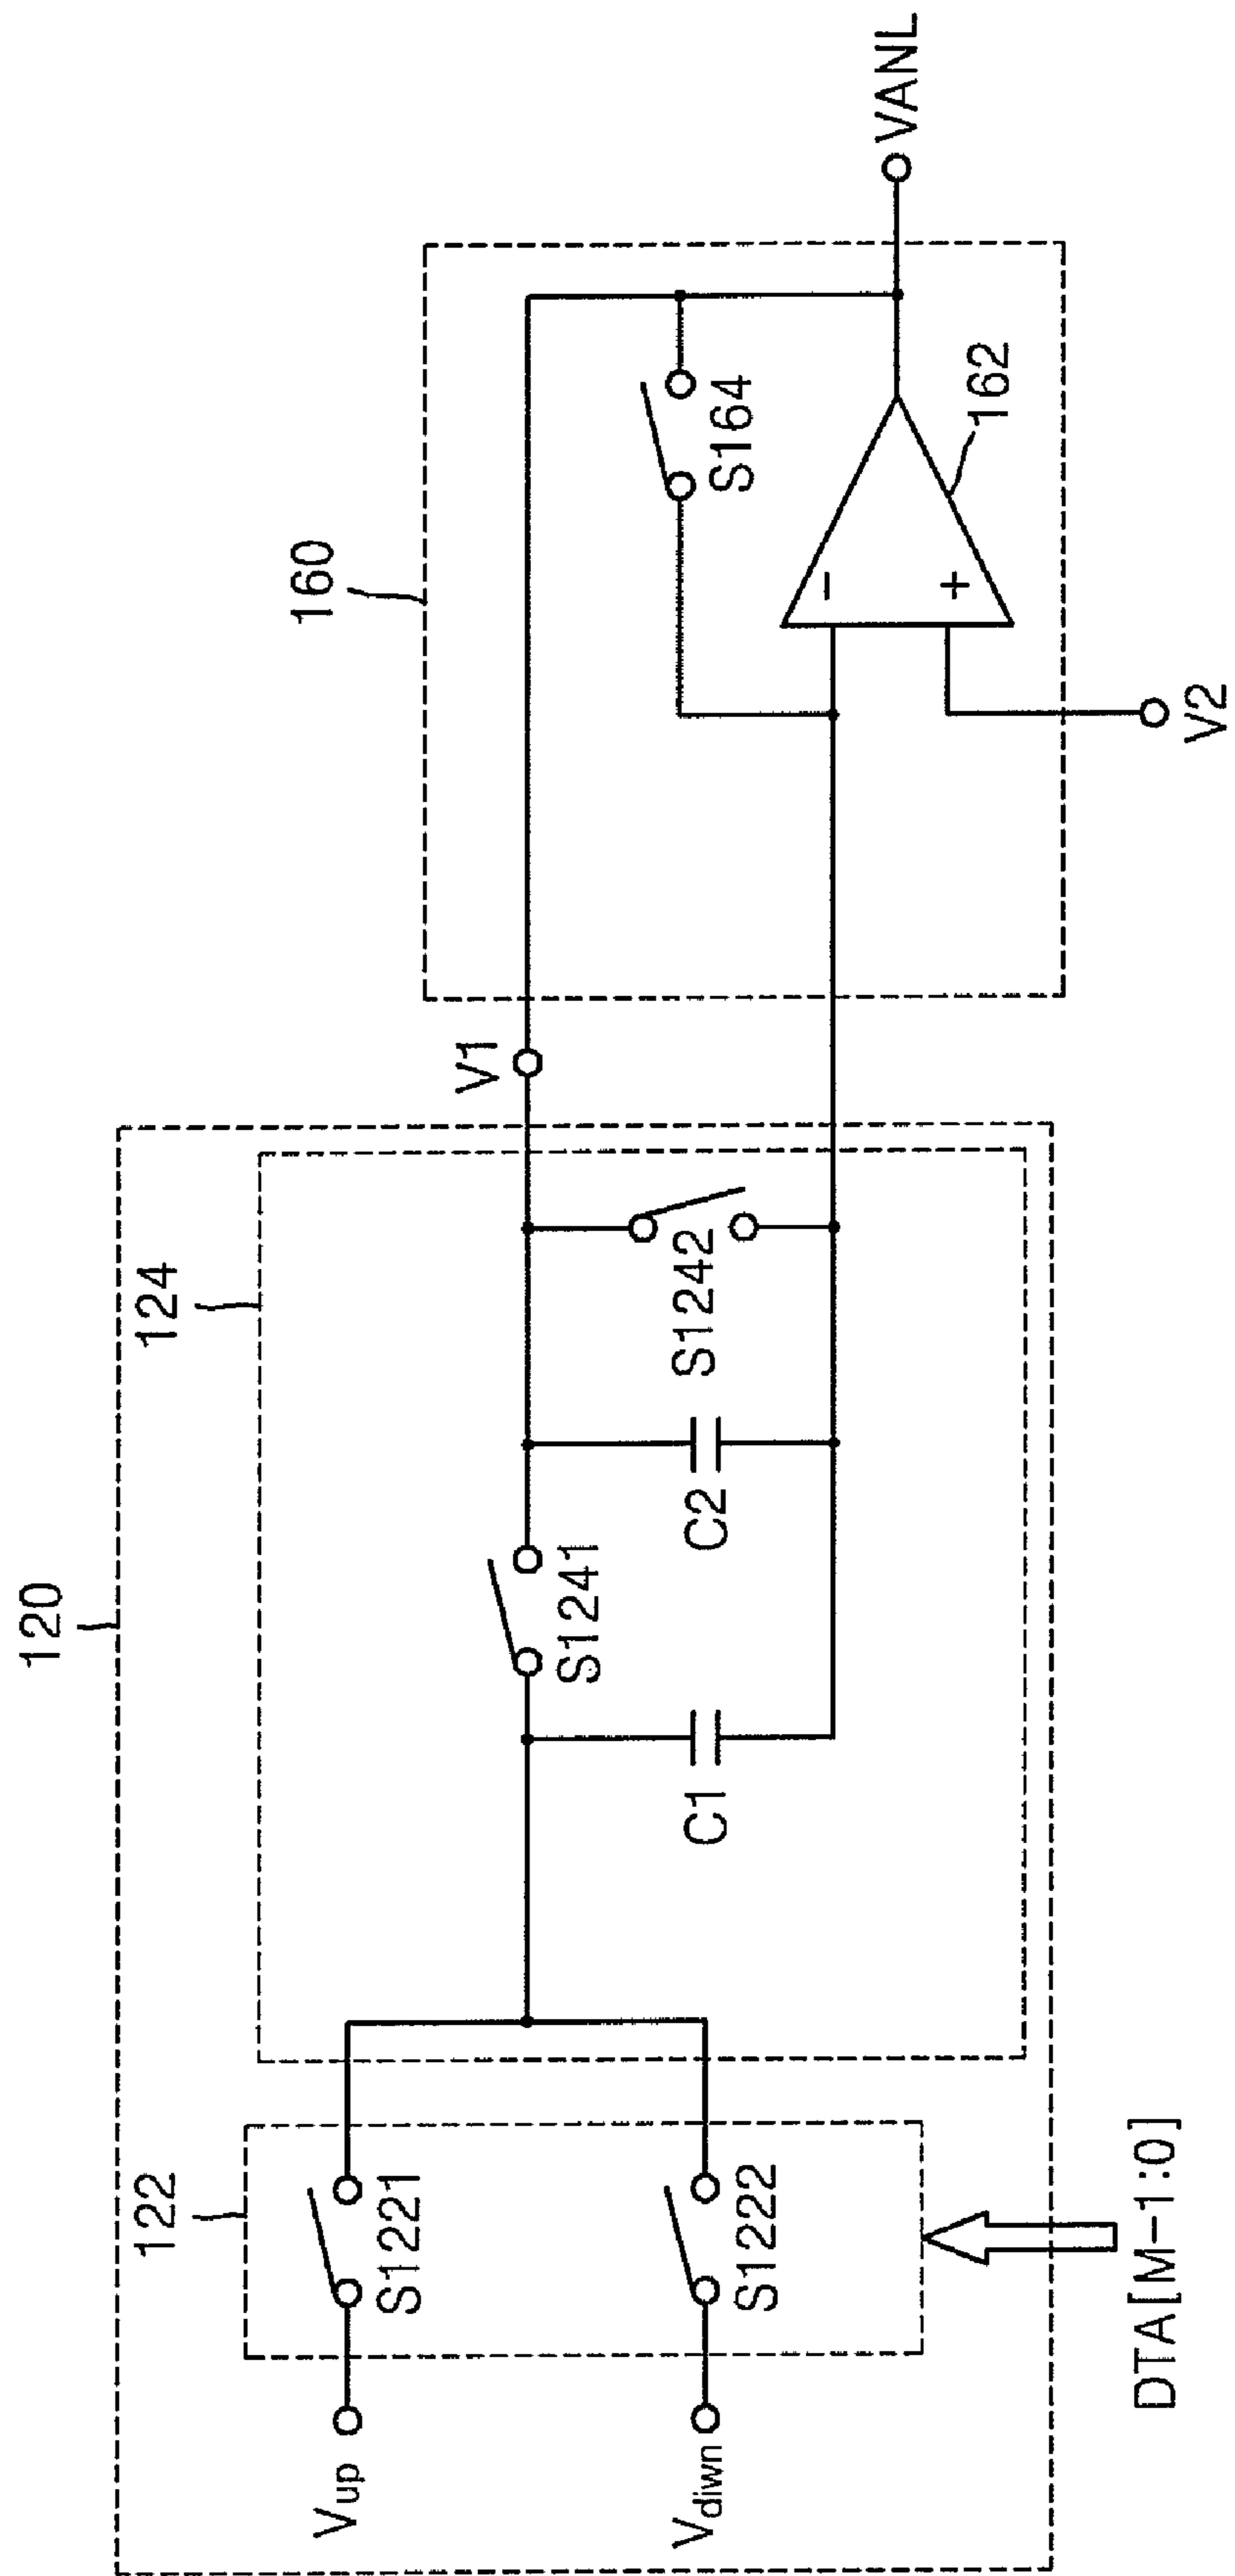 120
122
124
160
Vup
S1221
Vdiwn
S1222
DTA[M-1:0]
C1
S1241
C2
S1242
V1
S164
-
+
162
V2
VANL